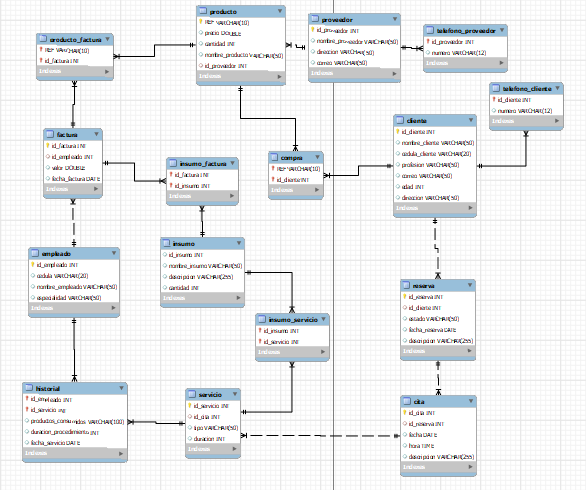 producto_factura
REF VARCHAR(10)
id_factura INT
Indexes
producto
REF VARCHAR(10)
precio DOUBLE
cantidad INT
nombre_producto VARCHAR(50)
id_proveedor INT
Indexes
proveedor
id_proveedor INT
nombre_proveedor VARCHAR(50)
direccion VARCHAR(50)
correo VARCHAR(50)
Indexes
telefono_proveedor
id_proveedor INT
numero VARCHAR(12)
Indexes
telefono_cliente
id_cliente INT
numero VARCHAR(12)
Indexes
factura
id_factura INT
id_empleado INT
valor DOUBLE
fecha_factura DATE
Indexes
insumo_factura
id_factura INT
id_insumo INT
Indexes
compra
REF VARCHAR(10)
id_cliente INT
Indexes
cliente
id_cliente INT
nombre_cliente VARCHAR(50)
cedula_cliente VARCHAR(20)
profesion VARCHAR(50)
correo VARCHAR(50)
edad INT
direccion VARCHAR(50)
Indexes
empleado
id_empleado INT
cedula VARCHAR(20)
nombre_empleado VARCHAR(50)
especialidad VARCHAR(50)
Indexes
insumo
id_insumo INT
nombre_insumo VARCHAR(50)
descripcion VARCHAR(255)
cantidad INT
Indexes
insumo_servicio
id_insumo INT
id_servicio INT
Indexes
reserva
id_reserva INT
id_cliente INT
estado VARCHAR(50)
fecha_reserva DATE
descripcion VARCHAR(255)
Indexes
historial
id_empleado INT
id_servicio INT
productos_consumidos VARCHAR(100)
duracion_procedimiento INT
fecha_servicio DATE
Indexes
servicio
id_servicio INT
id_cita INT
tipo VARCHAR(50)
duracion INT
Indexes
cita
id_cita INT
id_reserva INT
fecha DATE
hora TIME
descripcion VARCHAR(255)
Indexes